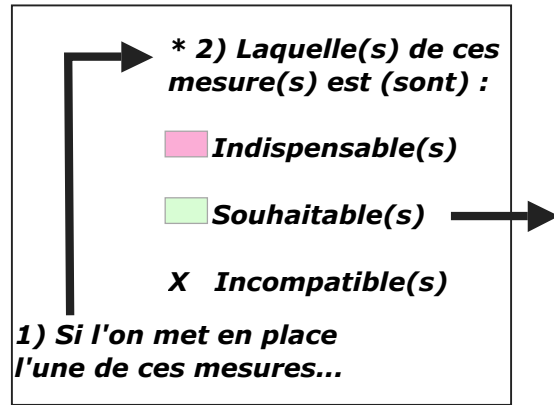 * 2) Laquelle(s) de ces
mesure(s) est (sont) :
Indispensable(s)
Souhaitable(s)
X Incompatible(s)
1) Si l'on met en place
l'une de ces mesures...